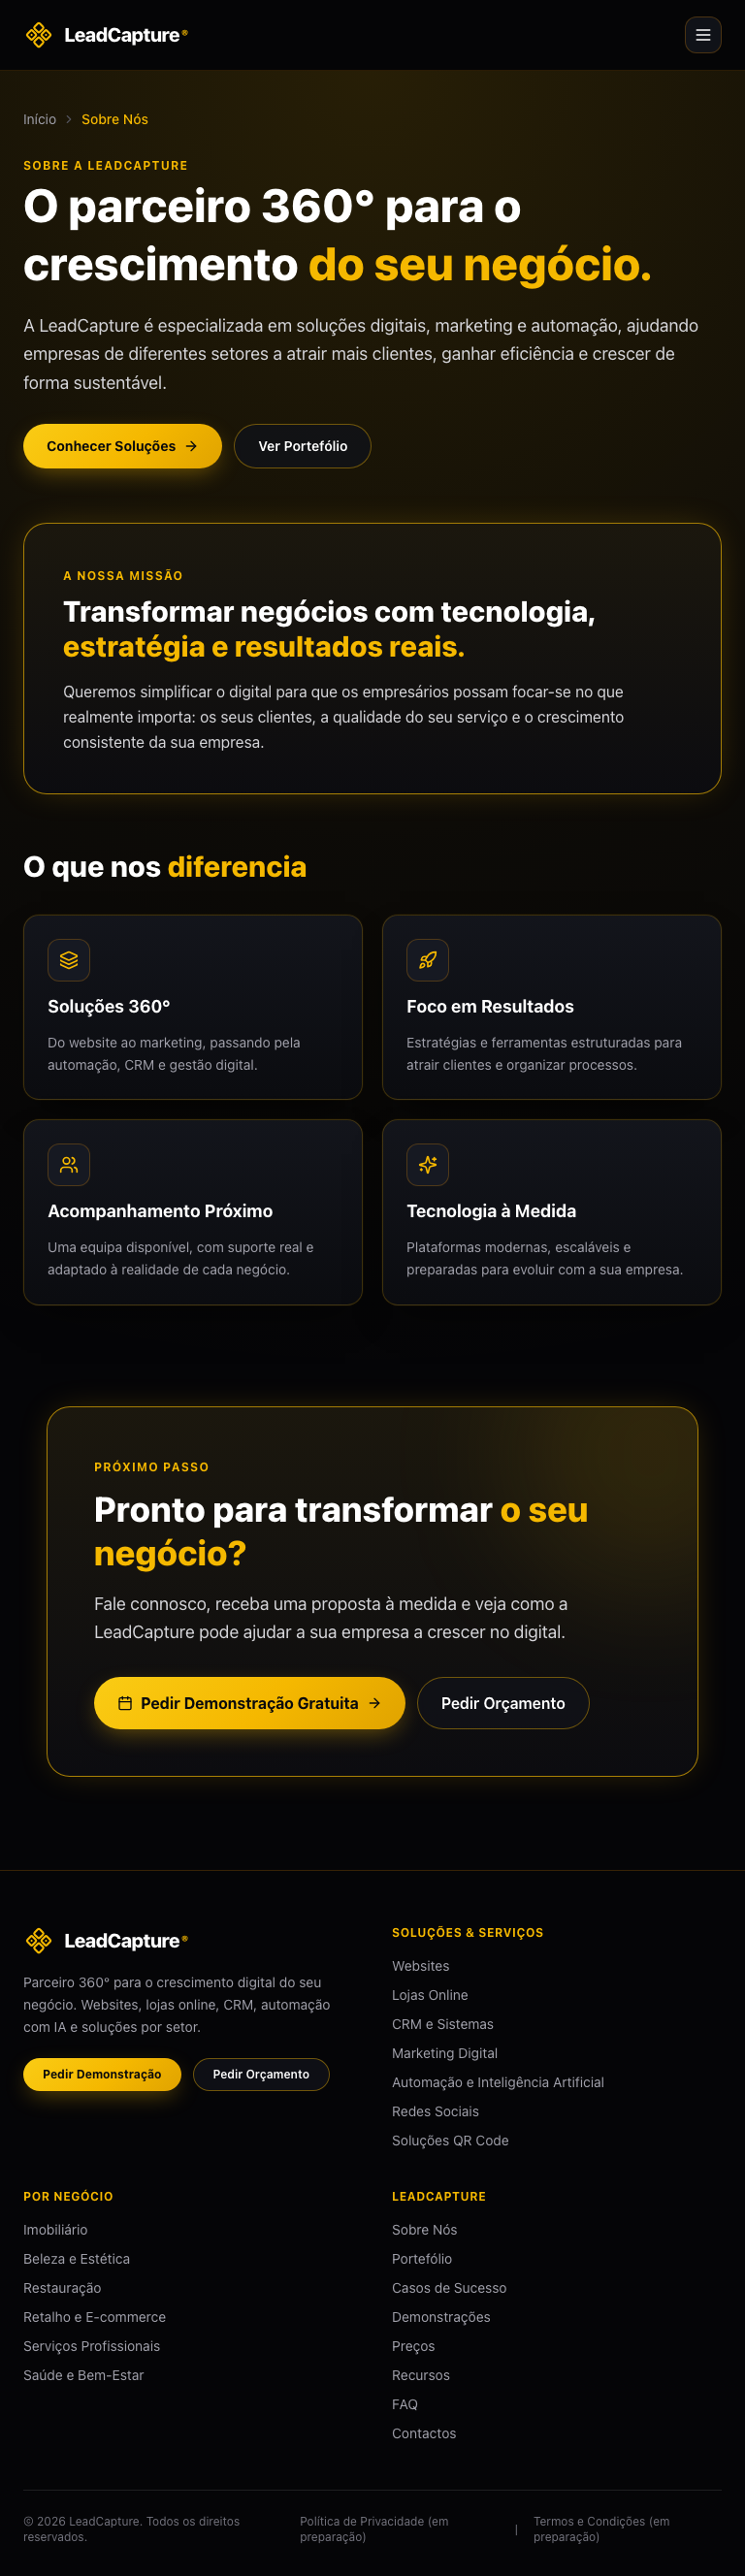 LeadCapture®
Início > Sobre Nós
SOBRE A LEADCAPTURE
O parceiro 360° para o
crescimento do seu negócio.
A LeadCapture é especializada em soluções digitais, marketing e automação, ajudando
empresas de diferentes setores a atrair mais clientes, ganhar eficiência e crescer de
forma sustentável.
Conhecer Soluções →
Ver Portefólio
A NOSSA MISSÃO
Transformar negócios com tecnologia,
estratégia e resultados reais.
Queremos simplificar o digital para que os empresários possam focar-se no que
realmente importa: os seus clientes, a qualidade do seu serviço e o crescimento
consistente da sua empresa.
O que nos diferencia
Soluções 360°
Do website ao marketing, passando pela
automação, CRM e gestão digital.
Foco em Resultados
Estratégias e ferramentas estruturadas para
atrair clientes e organizar processos.
Acompanhamento Próximo
Uma equipa disponível, com suporte real e
adaptado à realidade de cada negócio.
Tecnologia à Medida
Plataformas modernas, escaláveis e
preparadas para evoluir com a sua empresa.
PRÓXIMO PASSO
Pronto para transformar o seu
negócio?
Fale connosco, receba uma proposta à medida e veja como a
LeadCapture pode ajudar a sua empresa a crescer no digital.
Pedir Demonstração Gratuita →
Pedir Orçamento
LeadCapture®
Parceiro 360° para o crescimento digital do seu
negócio. Websites, lojas online, CRM, automação
com IA e soluções por setor.
Pedir Demonstração
Pedir Orçamento
SOLUÇÕES & SERVIÇOS
Websites
Lojas Online
CRM e Sistemas
Marketing Digital
Automação e Inteligência Artificial
Redes Sociais
Soluções QR Code
POR NEGÓCIO
Imobiliário
Beleza e Estética
Restauração
Retalho e E-commerce
Serviços Profissionais
Saúde e Bem-Estar
LEADCAPTURE
Sobre Nós
Portefólio
Casos de Sucesso
Demonstrações
Preços
Recursos
FAQ
Contactos
© 2026 LeadCapture. Todos os direitos
reservados.
Política de Privacidade (em
preparação)
|
Termos e Condições (em
preparação)